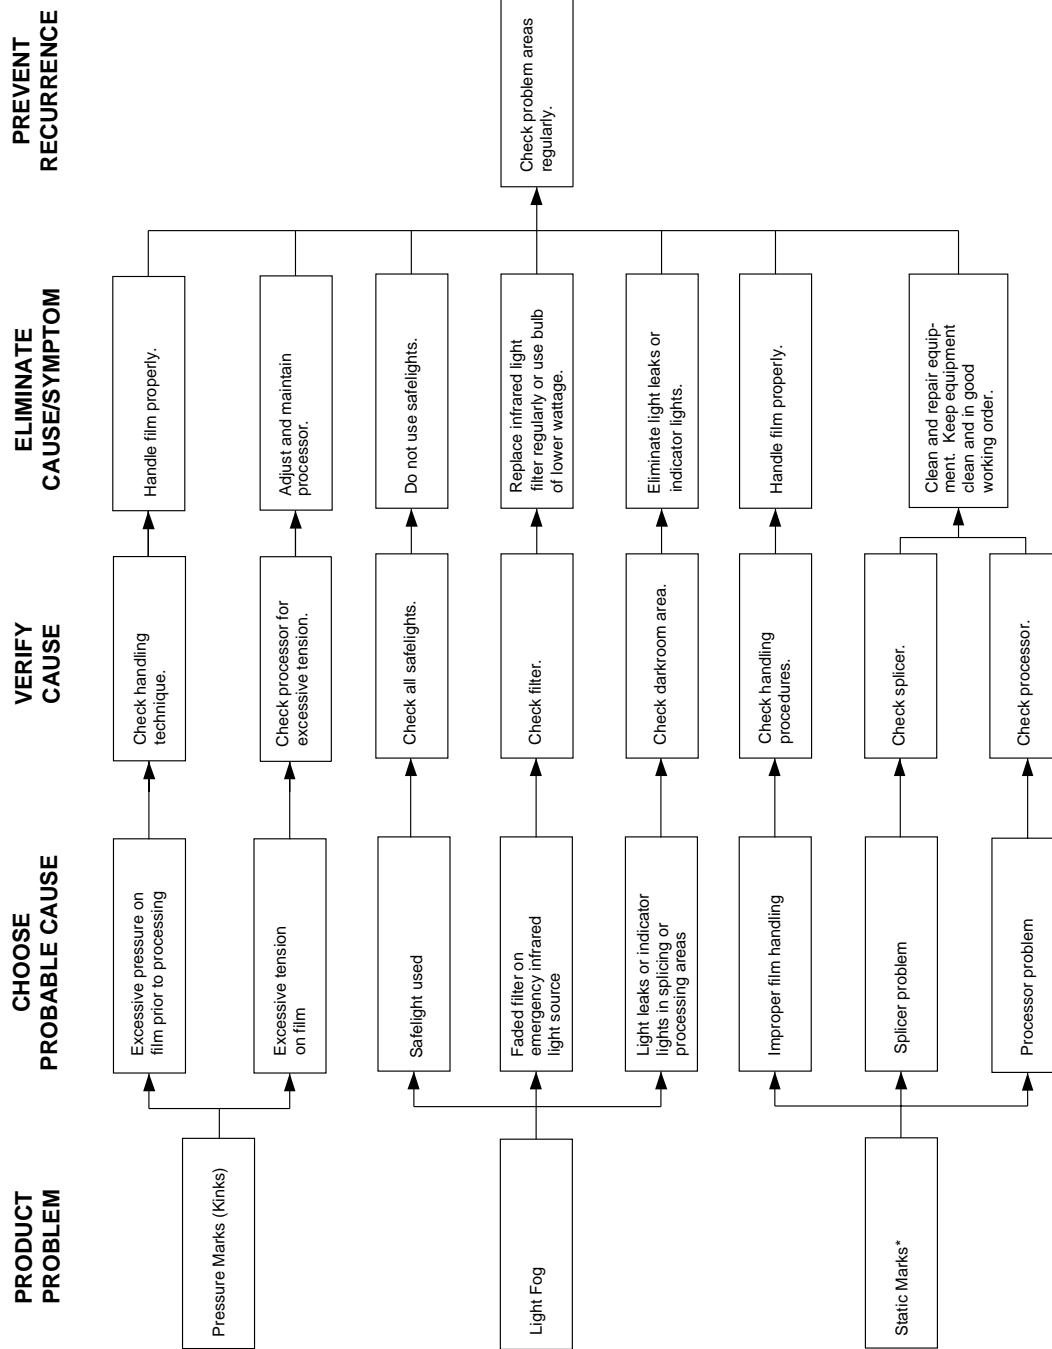 PRODUCT
PROBLEM
CHOOSE
PROBABLE CAUSE
VERIFY
CAUSE
ELIMINATE
CAUSE/SYMPTOM
PREVENT
RECURRENCE
Pressure Marks (Kinks)
Excessive pressure on
film prior to processing
Check handling
technique.
Handle film properly.
Excessive tension
on film
Check processor for
excessive tension.
Adjust and maintain
processor.
Light Fog
Safelight used
Check all safelights.
Do not use safelights.
Faded filter on
emergency infrared
light source
Check filter.
Replace infrared light
filter regularly or use bulb
of lower wattage.
Check problem areas
regularly.
Light leaks or indicator
lights in splicing or
processing areas
Check darkroom area.
Eliminate light leaks or
indicator lights.
Static Marks*
Improper film handling
Check handling
procedures.
Handle film properly.
Splicer problem
Check splicer.
Clean and repair equip-
ment. Keep equipment
clean and in good
working order.
Processor problem
Check processor.